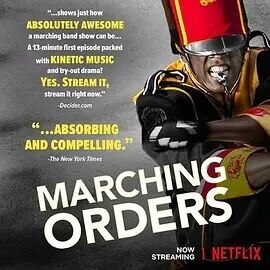 “...shows just how
ABSOLUTELY AWESOME
a marching band show can be...
A 13-minute first episode packed
with KINETIC MUSIC
and try-out drama?
YES. STREAM IT,
stream it right now.”
-Decider.com
“...ABSORBING
AND COMPELLING.”
-The New York Times
MARCHING
ORDERS
NOW
STREAMING
NETFLIX